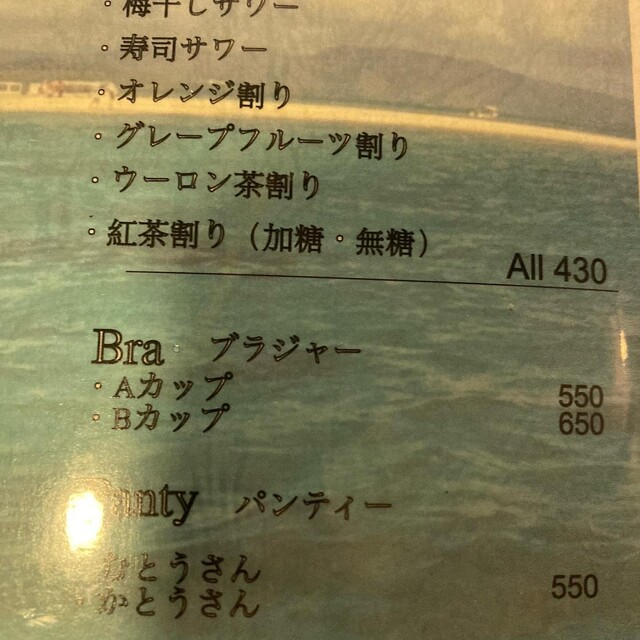 ・梅干しサワー
・寿司サワー
・オレンジ割り
・グレープフルーツ割り
・ウーロン茶割り
・紅茶割り（加糖・無糖）
All 430
Bra ブラジャー
・Aカップ 550
・Bカップ 650
Panty パンティー
とうさん
かとうさん 550